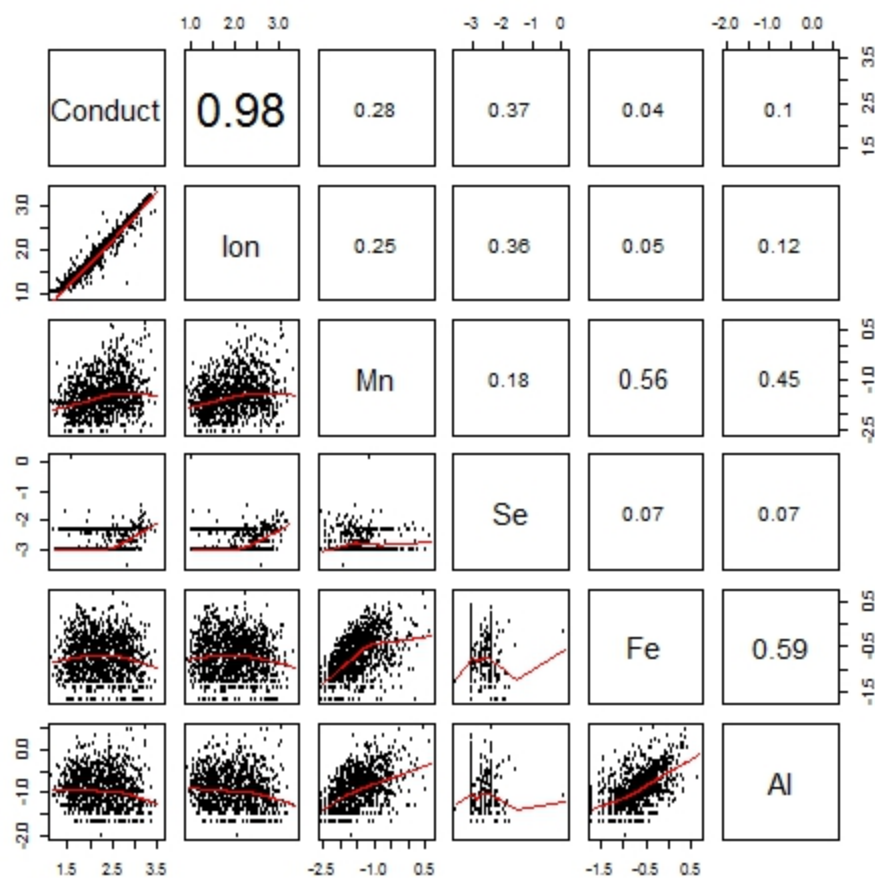 1.0 2.0 3.0 -3 -2 -1 0 -2.0 -1.0 0.0
Conduct 0.98 0.28 0.37 0.04 0.1 1.5 2.5 3.5
1.0 2.0 3.0 Ion 0.25 0.36 0.05 0.12
Mn 0.18 0.56 0.45 -2.5 -1.0 0.5
-3 -2 -1 0 Se 0.07 0.07
Fe 0.59 -1.5 -0.5 0.5
-2.0 -1.0 0.0 Al
1.5 2.5 3.5 -2.5 -1.0 0.5 -1.5 -0.5 0.5